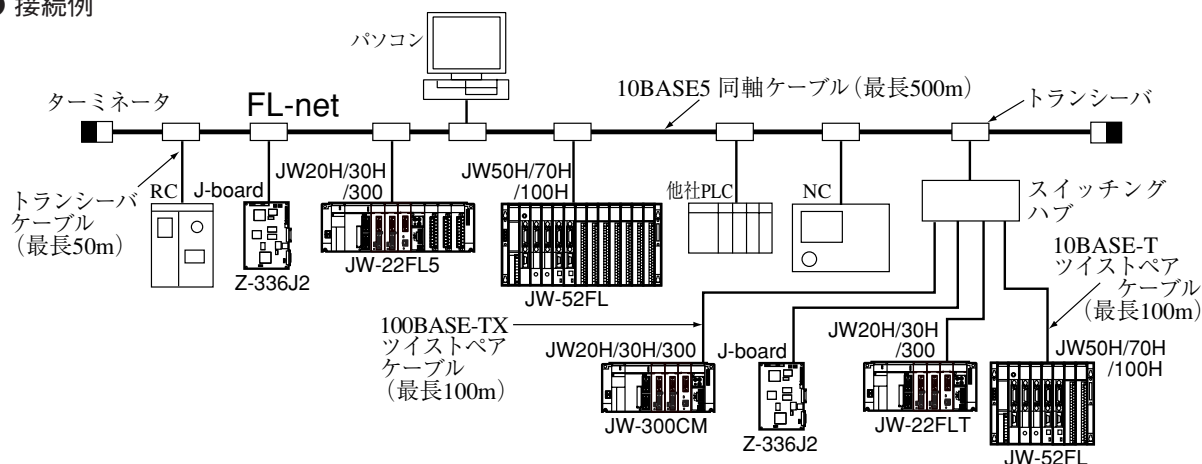 ● 接続例
パソコン
ターミネータ
FL-net
10BASE5 同軸ケーブル（最長500m）
トランシーバ
トランシーバ
ケーブル
（最長50m）
RC
J-board
Z-336J2
JW20H/30H
/300
JW-22FL5
JW50H/70H
/100H
JW-52FL
他社PLC
NC
スイッチング
ハブ
10BASE-T
ツイストペア
ケーブル
（最長100m）
100BASE-TX
ツイストペア
ケーブル
（最長100m）
JW20H/30H/300
JW-300CM
J-board
Z-336J2
JW20H/30H
/300
JW-22FLT
JW50H/70H
/100H
JW-52FL